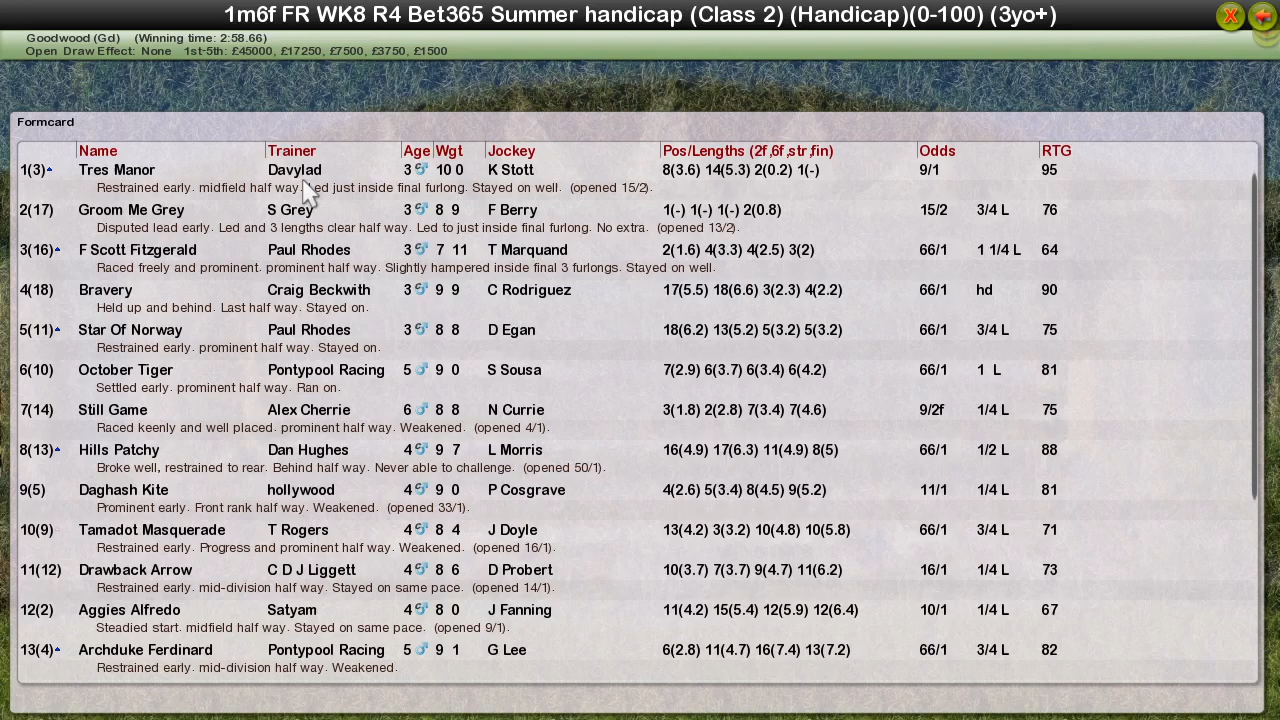 1m6f FR WK8 R4 Bet365 Summer handicap (Class 2) (Handicap)(0-100) (3yo+)
X
Goodwood (Gd) (Winning time: 2:58.66)
Open Draw Effect: None 1st-5th: £45000, £17250, £7500, £3750, £1500
Formcard
Name Trainer Age Wgt Jockey Pos/Lengths (2f,6f,str,fin) Odds RTG
1(3) Tres Manor Davylad 3 10 0 K Stott 8(3.6) 14(5.3) 2(0.2) 1(-) 9/1 95
Restrained early. midfield half way. Led just inside final furlong. Stayed on well. (opened 15/2).
2(17) Groom Me Grey S Grey 3 8 9 F Berry 1(-) 1(-) 1(-) 2(0.8) 15/2 3/4 L 76
Disputed lead early. Led and 3 lengths clear half way. Led to just inside final furlong. No extra. (opened 13/2).
3(16) F Scott Fitzgerald Paul Rhodes 3 7 11 T Marquand 2(1.6) 4(3.3) 4(2.5) 3(2) 66/1 1 1/4 L 64
Raced freely and prominent. prominent half way. Slightly hampered inside final 3 furlongs. Stayed on well.
4(18) Bravery Craig Beckwith 3 9 9 C Rodriguez 17(5.5) 18(6.6) 3(2.3) 4(2.2) 66/1 hd 90
Held up and behind. Last half way. Stayed on.
5(11) Star Of Norway Paul Rhodes 3 8 8 D Egan 18(6.2) 13(5.2) 5(3.2) 5(3.2) 66/1 3/4 L 75
Restrained early. prominent half way. Stayed on.
6(10) October Tiger Pontypool Racing 5 9 0 S Sousa 7(2.9) 6(3.7) 6(3.4) 6(4.2) 66/1 1 L 81
Settled early. prominent half way. Ran on.
7(14) Still Game Alex Cherrie 6 8 8 N Currie 3(1.8) 2(2.8) 7(3.4) 7(4.6) 9/2f 1/4 L 75
Raced keenly and well placed. prominent half way. Weakened. (opened 4/1).
8(13) Hills Patchy Dan Hughes 4 9 7 L Morris 16(4.9) 17(6.3) 11(4.9) 8(5) 66/1 1/2 L 88
Broke well, restrained to rear. Behind half way. Never able to challenge. (opened 50/1).
9(5) Daghash Kite hollywood 4 9 0 P Cosgrave 4(2.6) 5(3.4) 8(4.5) 9(5.2) 11/1 1/4 L 81
Prominent early. Front rank half way. Weakened. (opened 33/1).
10(9) Tamadot Masquerade T Rogers 4 8 4 J Doyle 13(4.2) 3(3.2) 10(4.8) 10(5.8) 66/1 3/4 L 71
Restrained early. Progress and prominent half way. Weakened. (opened 16/1).
11(12) Drawback Arrow C D J Liggett 4 8 6 D Probert 10(3.7) 7(3.7) 9(4.7) 11(6.2) 16/1 1/4 L 73
Restrained early. mid-division half way. Stayed on same pace. (opened 14/1).
12(2) Aggies Alfredo Satyam 4 8 0 J Fanning 11(4.2) 15(5.4) 12(5.9) 12(6.4) 10/1 1/4 L 67
Steadied start. midfield half way. Stayed on same pace. (opened 9/1).
13(4) Archduke Ferdinard Pontypool Racing 5 9 1 G Lee 6(2.8) 11(4.7) 16(7.4) 13(7.2) 66/1 3/4 L 82
Restrained early. mid-division half way. Weakened.